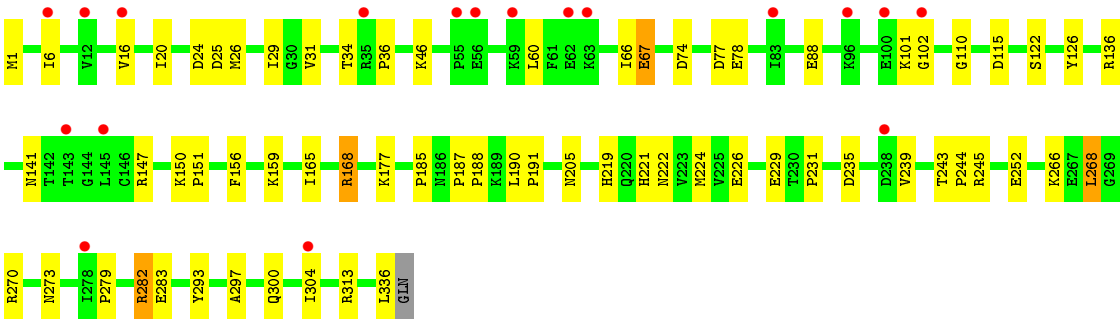 M1 I6 V12 V16 I20 D24 D25 M26 I29 G30 V31 T34 R35 P36 K46 P55 E56 K59 L60 F61 E62 K63 I66 E67 D74 D77 E78 I83 E88 K96 E100 K101 G102 G110 D115 S122 Y126 R136
N141 T142 T143 G144 L145 C146 R147 K150 P151 F156 K159 I165 R168 K177 P185 N186 P187 P188 K189 L190 P191 N205 H219 Q220 H221 N222 V223 M224 V225 E226 E229 T230 P231 D235 D238 V239 T243 P244 R245 E252 K266 E267 L268 G269
R270 N273 I278 P279 R282 E283 Y293 A297 Q300 I304 R313 L336 GLN